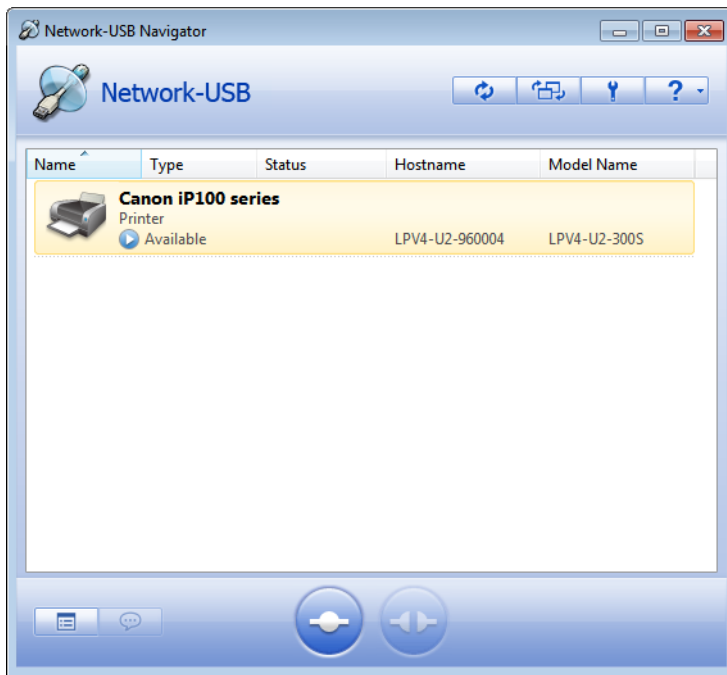 Network-USB Navigator
Network-USB
?
Name Type Status Hostname Model Name
Canon iP100 series
Printer
Available LPV4-U2-960004 LPV4-U2-300S